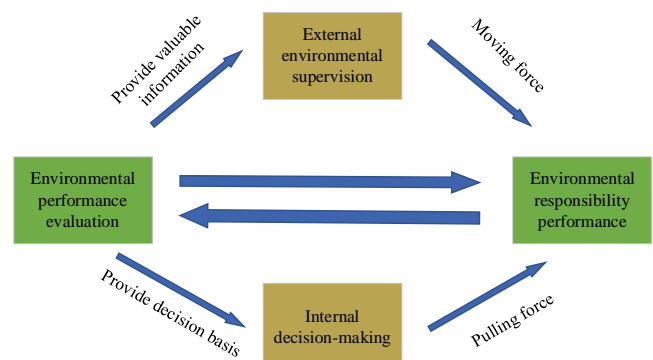 External
environmental
supervision
Provide valuable
information
Moving force
Environmental
performance
evaluation
Environmental
responsibility
performance
Provide decision basis
Internal
decision-making
Pulling force